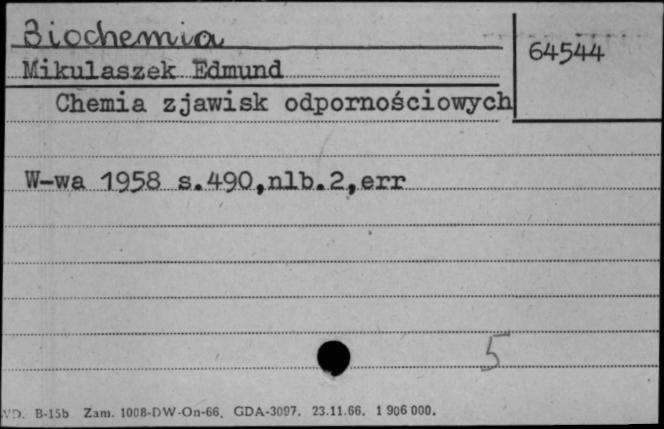 Biochemia
64544
Mikulaszek Edmund
Chemia zjawisk odpornościowych
W-wa 1958 s.490,nlb.2,err
5
B-15b Zam. 1008-DW-On-66. GDA-3097. 23.11.66. 1 906 000.